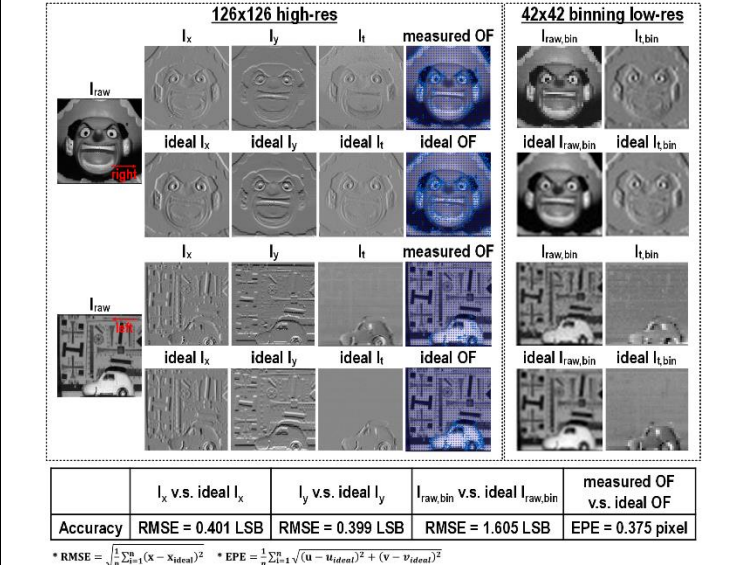 126x126 high-res
42x42 binning low-res
Ix Iy It measured OF
Iraw,bin It,bin
Iraw
right
ideal Ix ideal Iy ideal It ideal OF
ideal Iraw,bin ideal It,bin
Ix Iy It measured OF
Iraw,bin It,bin
Iraw
left
ideal Ix ideal Iy ideal It ideal OF
ideal Iraw,bin ideal It,bin
Ix v.s. ideal Ix Iy v.s. ideal Iy Iraw,bin v.s. ideal Iraw,bin measured OF
v.s. ideal OF
Accuracy RMSE = 0.401 LSB RMSE = 0.399 LSB RMSE = 1.605 LSB EPE = 0.375 pixel
* RMSE = √(1/n ∑ⁿᵢ₌₁(x − xideal)²) * EPE = 1/n ∑ⁿᵢ₌₁ √((u − uideal)² + (v − videal)²)